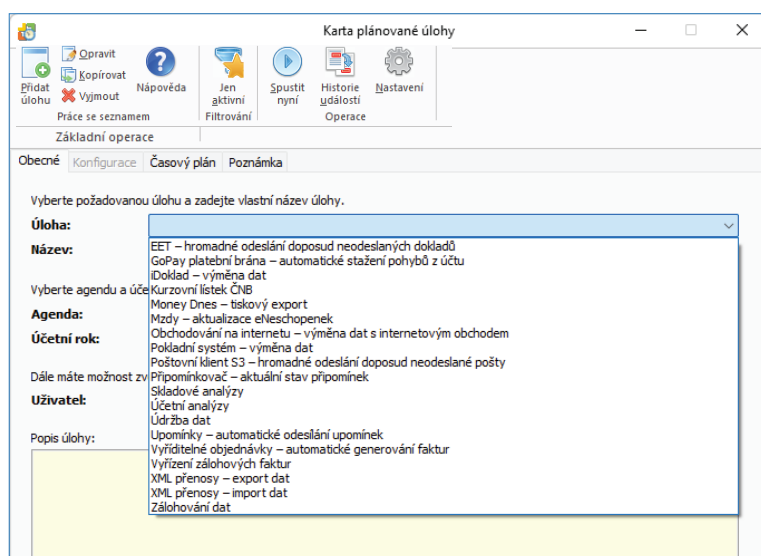 Karta plánované úlohy
Přidat úlohu
Opravit
Kopírovat
Vyjmout
Nápověda
Jen aktivní
Spustit nyní
Historie událostí
Nastavení
Práce se seznamem
Filtrování
Operace
Základní operace
Obecné Konfigurace Časový plán Poznámka
Vyberte požadovanou úlohu a zadejte vlastní název úlohy.
Úloha:
Název:
EET – hromadné odeslání doposud neodeslaných dokladů
GoPay platební brána – automatické stažení pohybů z účtu
iDoklad – výměna dat
Vyberte agendu a úče
Kurzovní lístek ČNB
Money Dnes – tiskový export
Agenda:
Mzdy – aktualizace eNeschopenek
Obchodování na internetu – výměna dat s internetovým obchodem
Účetní rok:
Pokladní systém – výměna dat
Poštovní klient S3 – hromadné odeslání doposud neodeslané pošty
Dále máte možnost zv
Připomínkovač – aktuální stav připomínek
Skladové analýzy
Uživatel:
Účetní analýzy
Údržba dat
Popis úlohy:
Upomínky – automatické odesílání upomínek
Vyřiditelné objednávky – automatické generování faktur
Vyřízení zálohových faktur
XML přenosy – export dat
XML přenosy – import dat
Zálohování dat